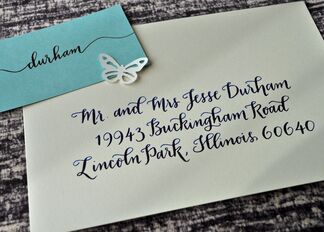 durham
Mr. and Mrs Jesse Durham
19943 Buckingham Road
Lincoln Park, Illinois, 60640